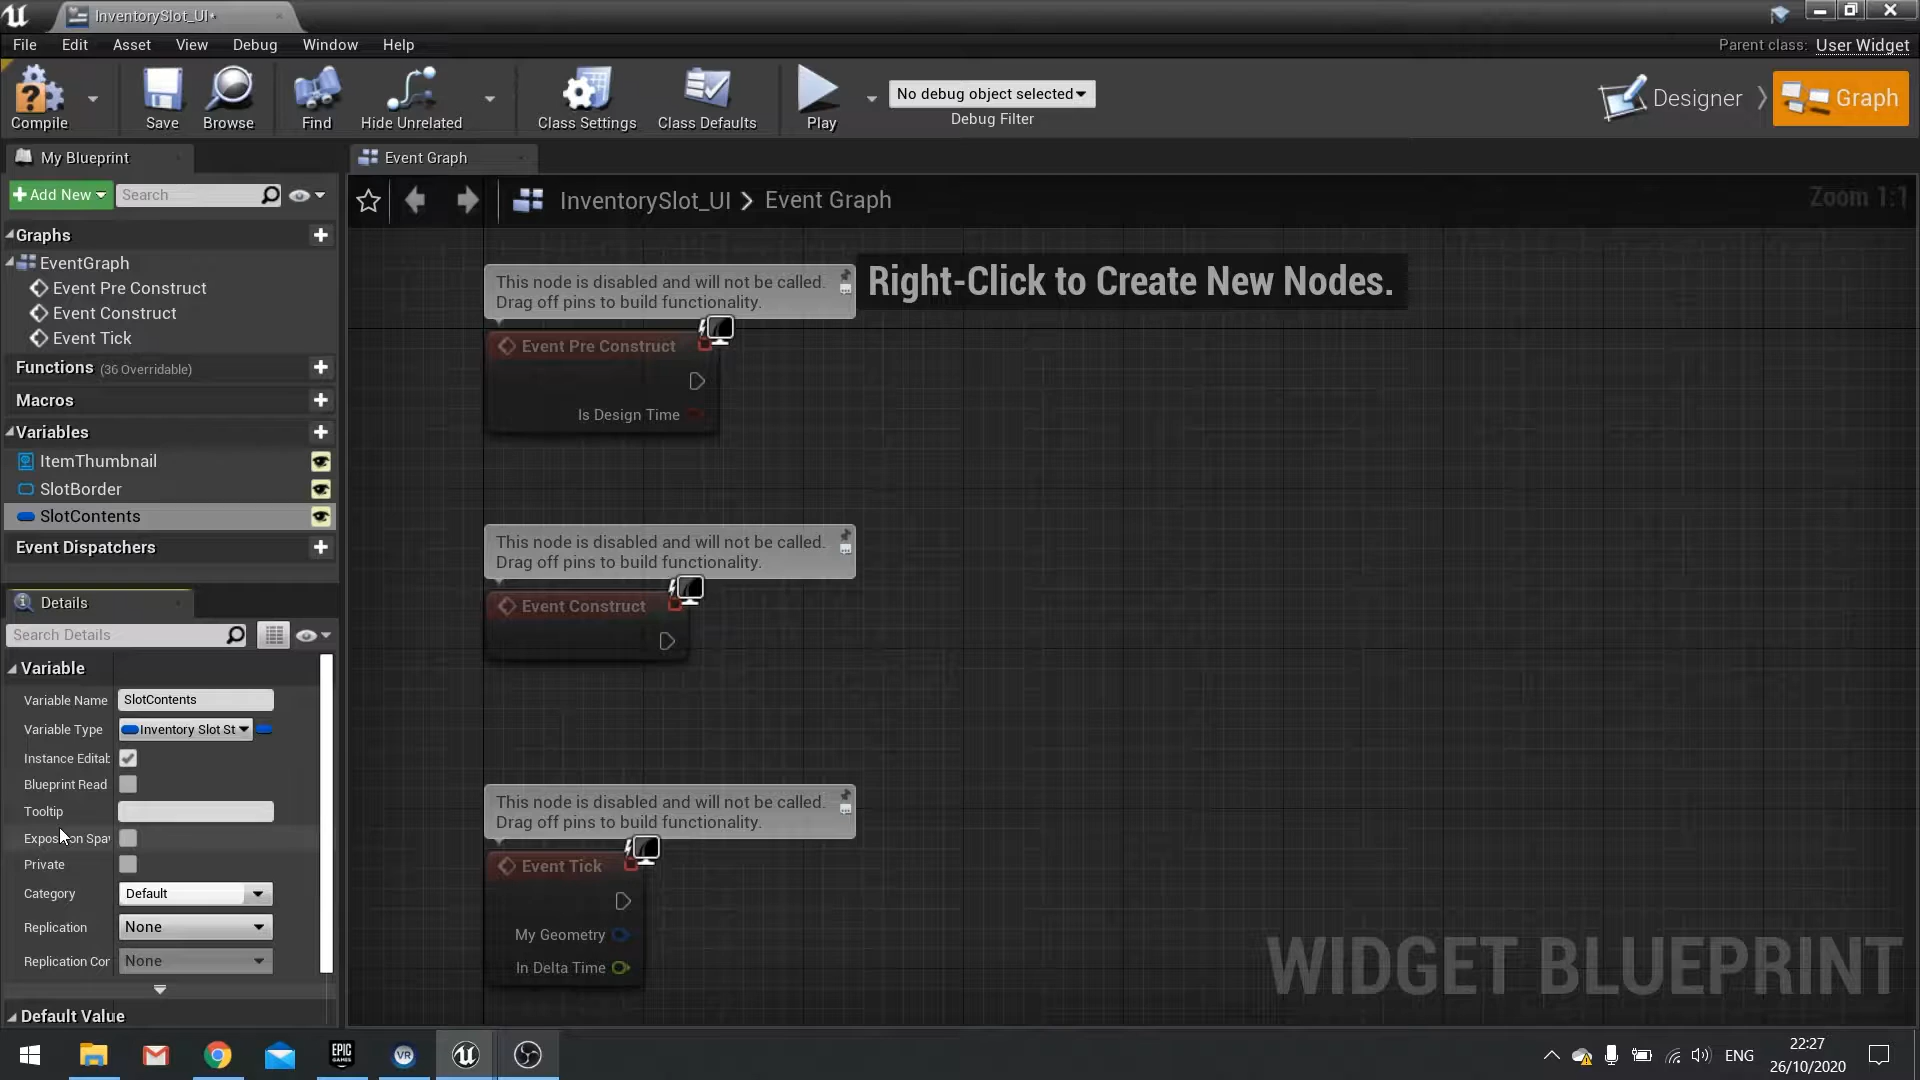 InventorySlot_UI*
File Edit Asset View Debug Window Help
Parent class: User Widget
Compile
Save
Browse
Find
Hide Unrelated
Class Settings
Class Defaults
Play
No debug object selected
Debug Filter
Designer
Graph
My Blueprint
Event Graph
Add New
Search
InventorySlot_UI > Event Graph
Zoom 1:1
Graphs
EventGraph
Event Pre Construct
Event Construct
Event Tick
Functions (36 Overridable)
Macros
Variables
ItemThumbnail
SlotBorder
SlotContents
Event Dispatchers
Details
Search Details
Variable
Variable Name SlotContents
Variable Type Inventory Slot St
Instance Editab
Blueprint Read
Tooltip
Private
Category Default
Replication None
Replication Cor None
Default Value
Right-Click to Create New Nodes.
This node is disabled and will not be called.
Drag off pins to build functionality.
Event Pre Construct
Is Design Time
This node is disabled and will not be called.
Drag off pins to build functionality.
Event Construct
This node is disabled and will not be called.
Drag off pins to build functionality.
Event Tick
My Geometry
In Delta Time
WIDGET BLUEPRINT
EPIC
GAMES
VR
ENG
22:27
26/10/2020